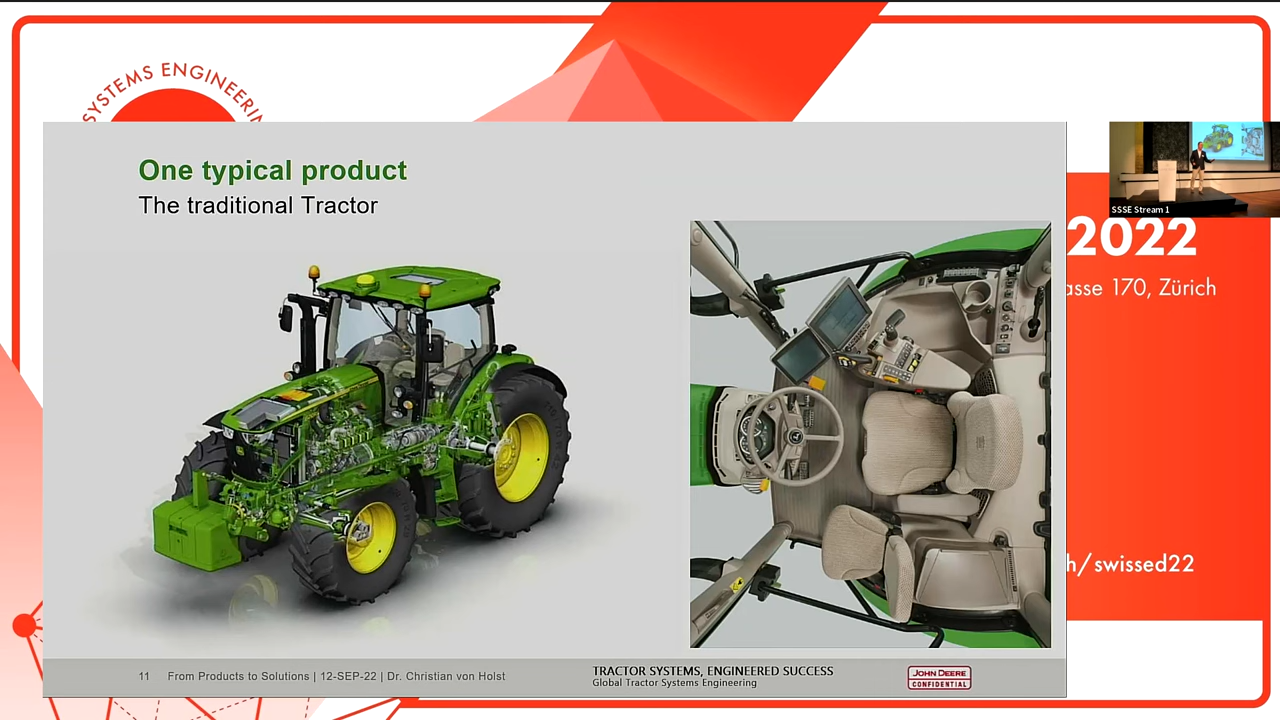 SYSTEMS ENGINEERIN
One typical product
The traditional Tractor
SSSE Stream 1
2022
asse 170, Zürich
h/swissed22
11 From Products to Solutions | 12-SEP-22 | Dr. Christian von Holst
TRACTOR SYSTEMS, ENGINEERED SUCCESS
Global Tractor Systems Engineering
JOHN DEERE
CONFIDENTIAL